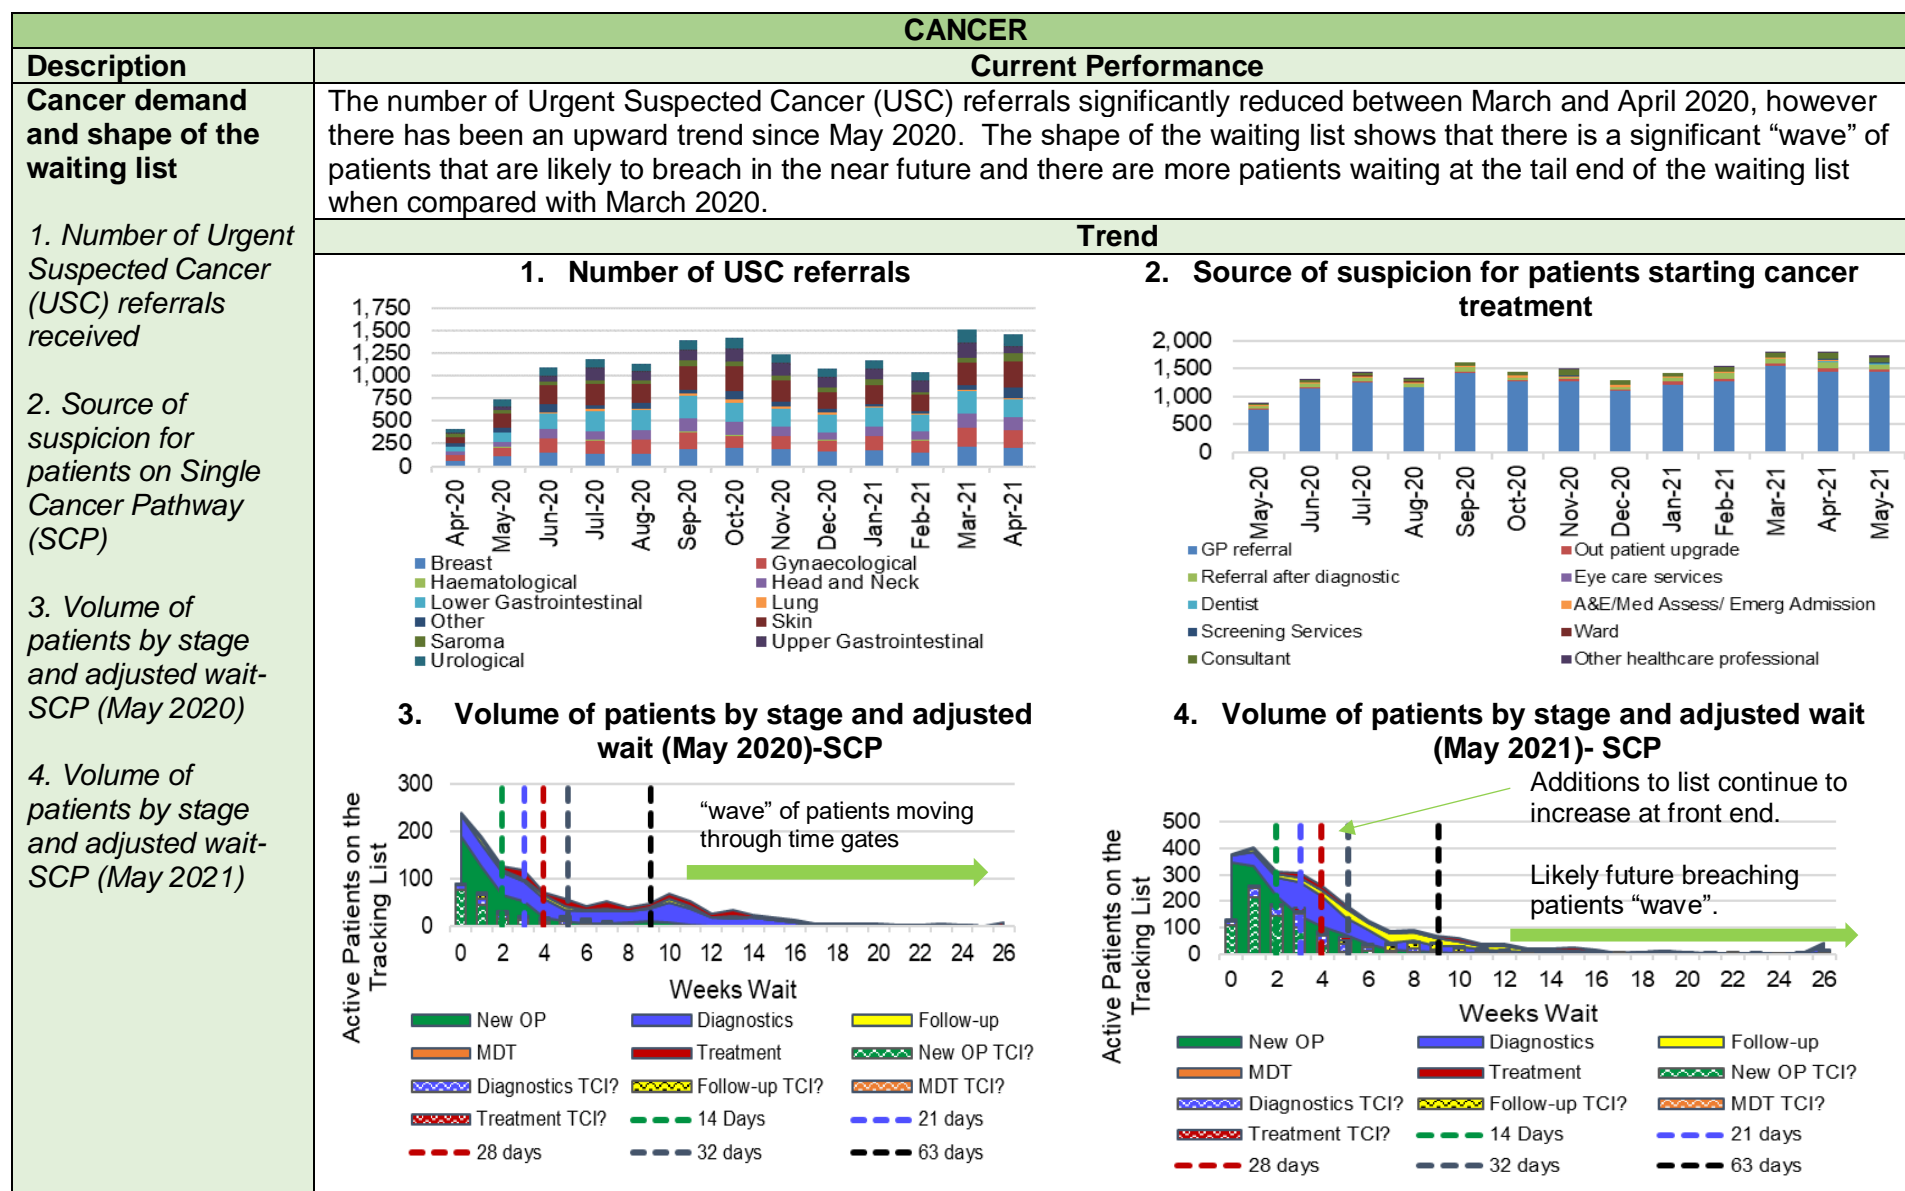 CANCER
Description
Current Performance
Cancer demand
and shape of the
waiting list
1. Number of Urgent
Suspected Cancer
(USC) referrals
received
2. Source of
suspicion for
patients on Single
Cancer Pathway
(SCP)
3. Volume of
patients by stage
and adjusted wait-
SCP (May 2020)
4. Volume of
patients by stage
and adjusted wait-
SCP (May 2021)
The number of Urgent Suspected Cancer (USC) referrals significantly reduced between March and April 2020, however
there has been an upward trend since May 2020. The shape of the waiting list shows that there is a significant “wave” of
patients that are likely to breach in the near future and there are more patients waiting at the tail end of the waiting list
when compared with March 2020.
Trend
1. Number of USC referrals
1,750
1,500
1,250
1,000
750
500
250
0
Apr-20
May-20
Jun-20
Jul-20
Aug-20
Sep-20
Oct-20
Nov-20
Dec-20
Jan-21
Feb-21
Mar-21
Apr-21
Breast
Gynaecological
Haematological
Head and Neck
Lower Gastrointestinal
Lung
Other
Skin
Saroma
Upper Gastrointestinal
Urological
2. Source of suspicion for patients starting cancer
treatment
2,000
1,500
1,000
500
0
May-20
Jun-20
Jul-20
Aug-20
Sep-20
Oct-20
Nov-20
Dec-20
Jan-21
Feb-21
Mar-21
Apr-21
May-21
GP referral
Out patient upgrade
Referral after diagnostic
Eye care services
Dentist
A&E/Med Assess/ Emerg Admission
Screening Services
Ward
Consultant
Other healthcare professional
3. Volume of patients by stage and adjusted
wait (May 2020)-SCP
Active Patients on the
Tracking List
300
200
100
0
“wave” of patients moving
through time gates
0 2 4 6 8 10 12 14 16 18 20 22 24 26
Weeks Wait
New OP
Diagnostics
Follow-up
MDT
Treatment
New OP TCI?
Diagnostics TCI?
Follow-up TCI?
MDT TCI?
Treatment TCI?
14 Days
21 days
28 days
32 days
63 days
4. Volume of patients by stage and adjusted wait
(May 2021)- SCP
Additions to list continue to
increase at front end.
Likely future breaching
patients “wave”.
Active Patients on the
Tracking List
500
400
300
200
100
0
0 2 4 6 8 10 12 14 16 18 20 22 24 26
Weeks Wait
New OP
Diagnostics
Follow-up
MDT
Treatment
New OP TCI?
Diagnostics TCI?
Follow-up TCI?
MDT TCI?
Treatment TCI?
14 Days
21 days
28 days
32 days
63 days